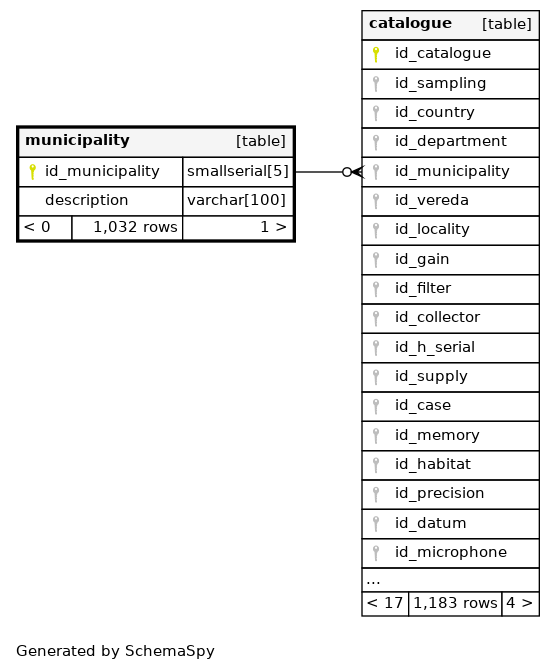 municipality [table]
id_municipality smallserial[5]
description varchar[100]
< 0 1,032 rows 1 >
catalogue [table]
id_catalogue
id_sampling
id_country
id_department
id_municipality
id_vereda
id_locality
id_gain
id_filter
id_collector
id_h_serial
id_supply
id_case
id_memory
id_habitat
id_precision
id_datum
id_microphone
...
< 17 1,183 rows 4 >
Generated by SchemaSpy